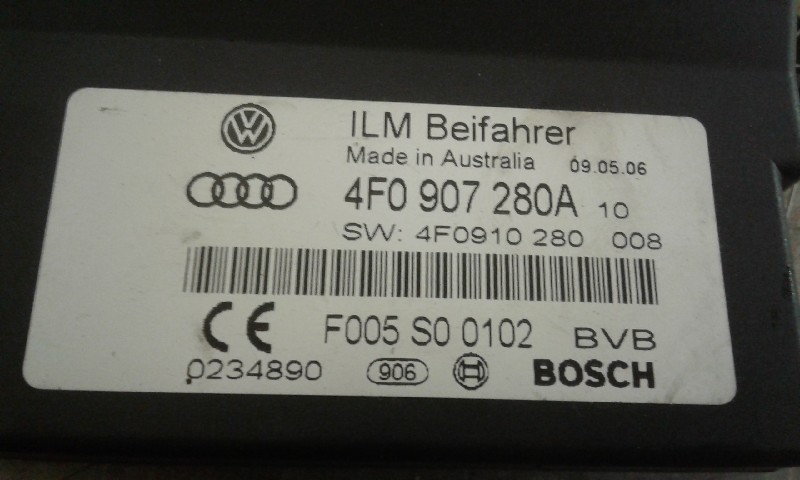 ILM Beifahrer
Made in Australia 09.05.06
4F0 907 280A 10
SW: 4F0910 280 008
CE F005 S0 0102 BVB
0234890 906 BOSCH